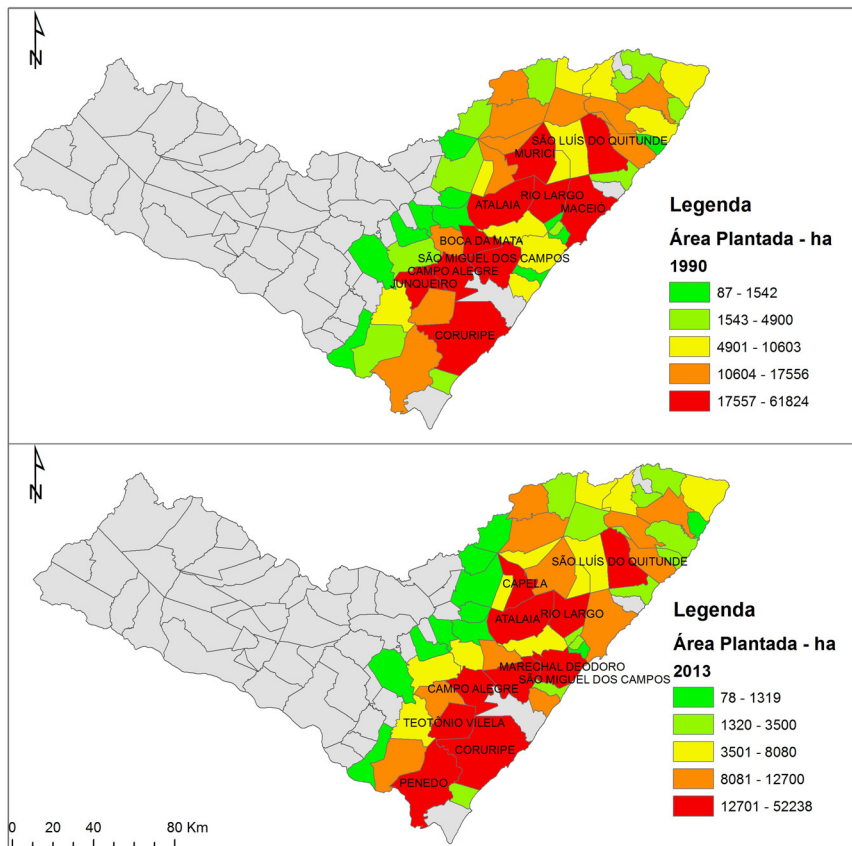 N
SÃO LUÍS DO QUITUNDE
MURICI
RIO LARGO
ATALAIA
MACEIÓ
BOCA DA MATA
SÃO MIGUEL DOS CAMPOS
CAMPO ALEGRE
JUNQUEIRO
CORURIPE
Legenda
Área Plantada - ha
1990
87 - 1542
1543 - 4900
4901 - 10603
10604 - 17556
17557 - 61824
N
SÃO LUÍS DO QUITUNDE
CAPELA
RIO LARGO
ATALAIA
MARECHAL DEODORO
SÃO MIGUEL DOS CAMPOS
CAMPO ALEGRE
TEOTÔNIO VILELA
CORURIPE
PENEDO
Legenda
Área Plantada - ha
2013
78 - 1319
1320 - 3500
3501 - 8080
8081 - 12700
12701 - 52238
0 20 40 80 Km